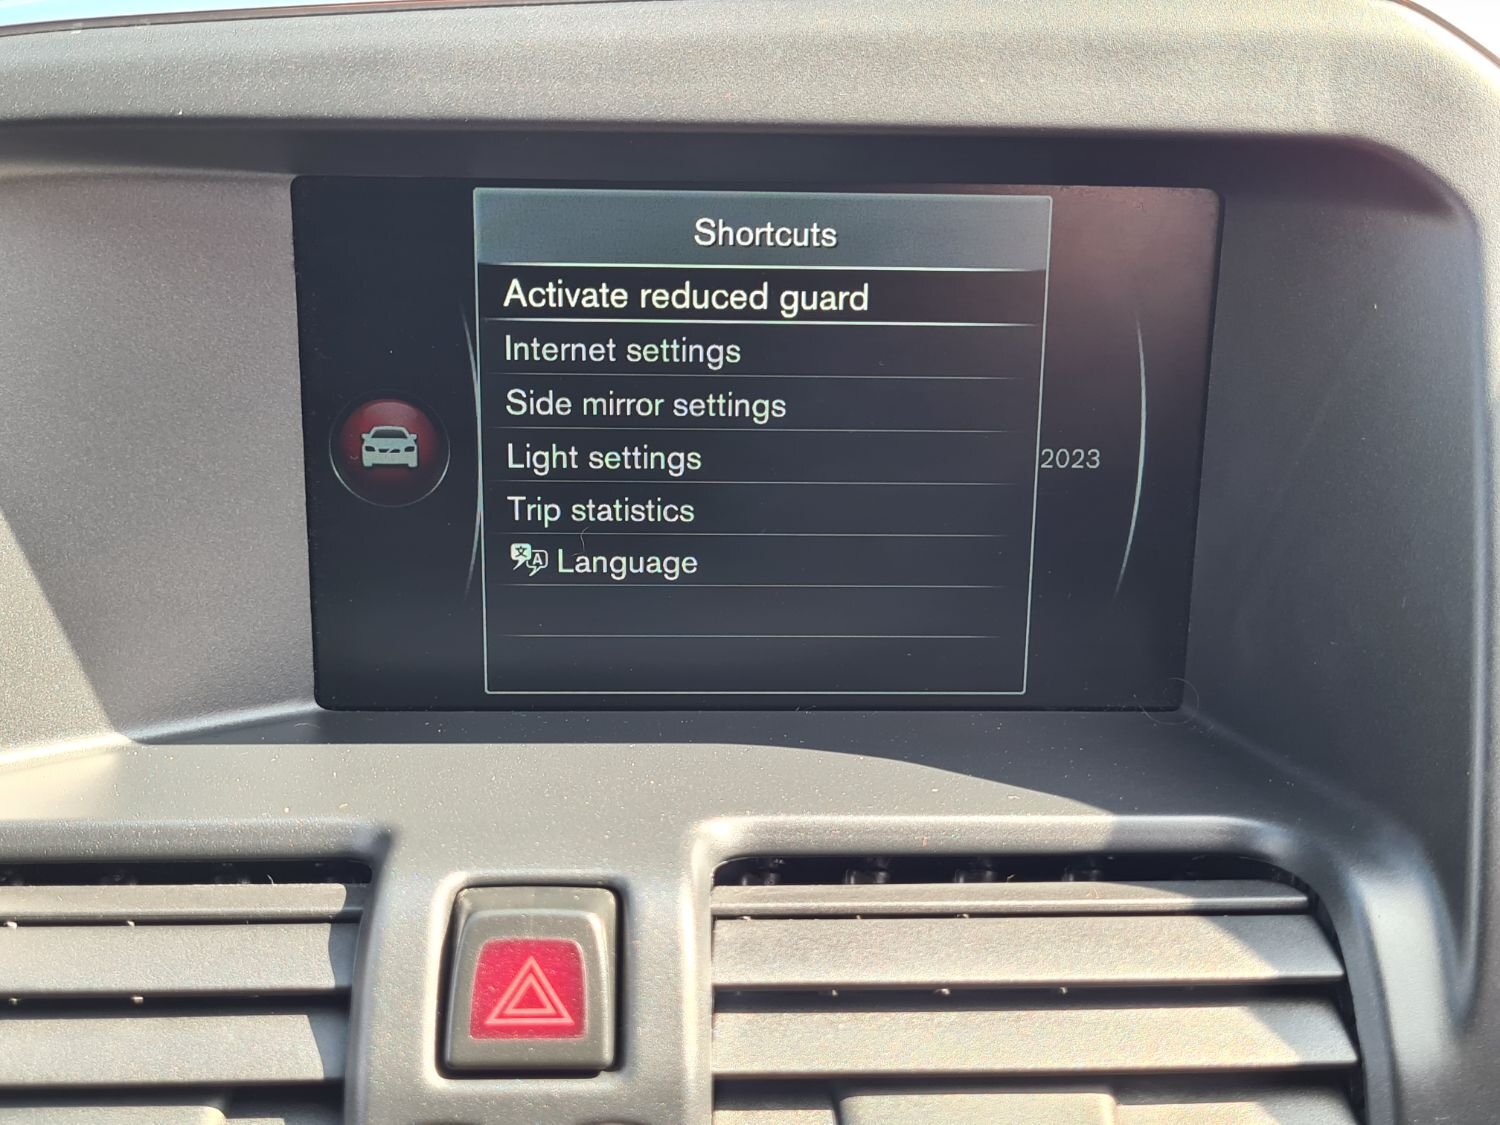 Shortcuts
Activate reduced guard
Internet settings
Side mirror settings
Light settings
2023
Trip statistics
Language